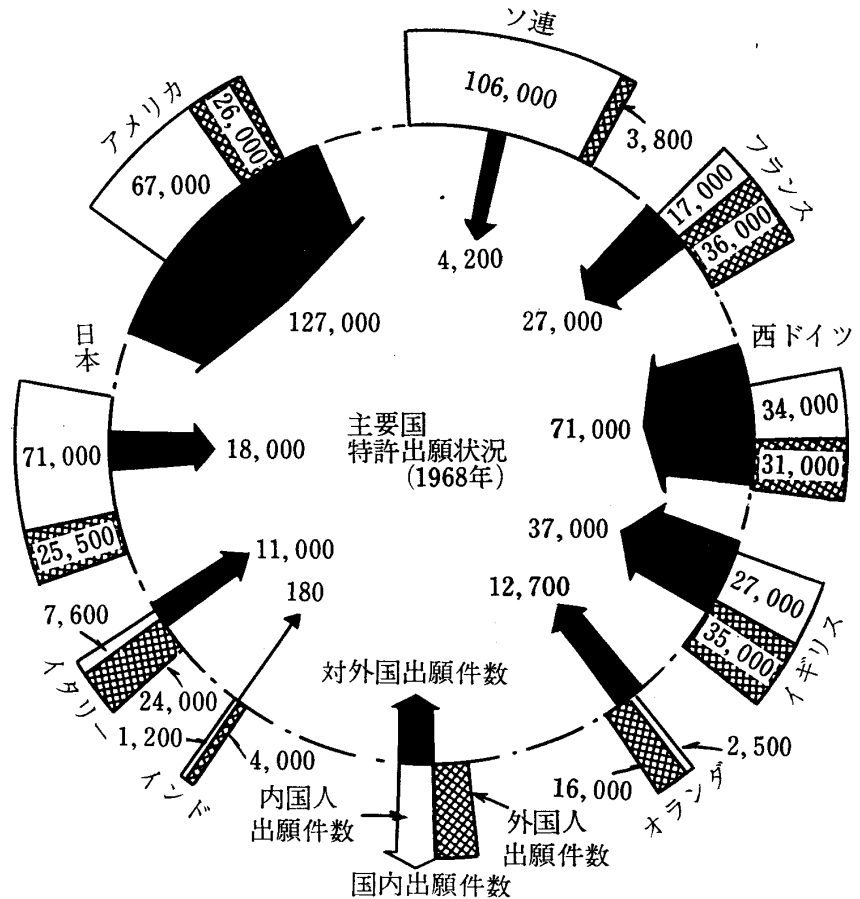 ソ連
106,000
3,800
4,200
フランス
17,000
36,000
27,000
西ドイツ
34,000
31,000
71,000
イギリス
27,000
35,000
37,000
オランダ
2,500
16,000
12,700
インド
1,200
4,000
180
イタリー
7,600
24,000
11,000
日本
71,000
25,500
18,000
アメリカ
67,000
26,000
127,000
主要国
特許出願状況
(1968年)
対外国出願件数
内国人
出願件数
外国人
出願件数
国内出願件数